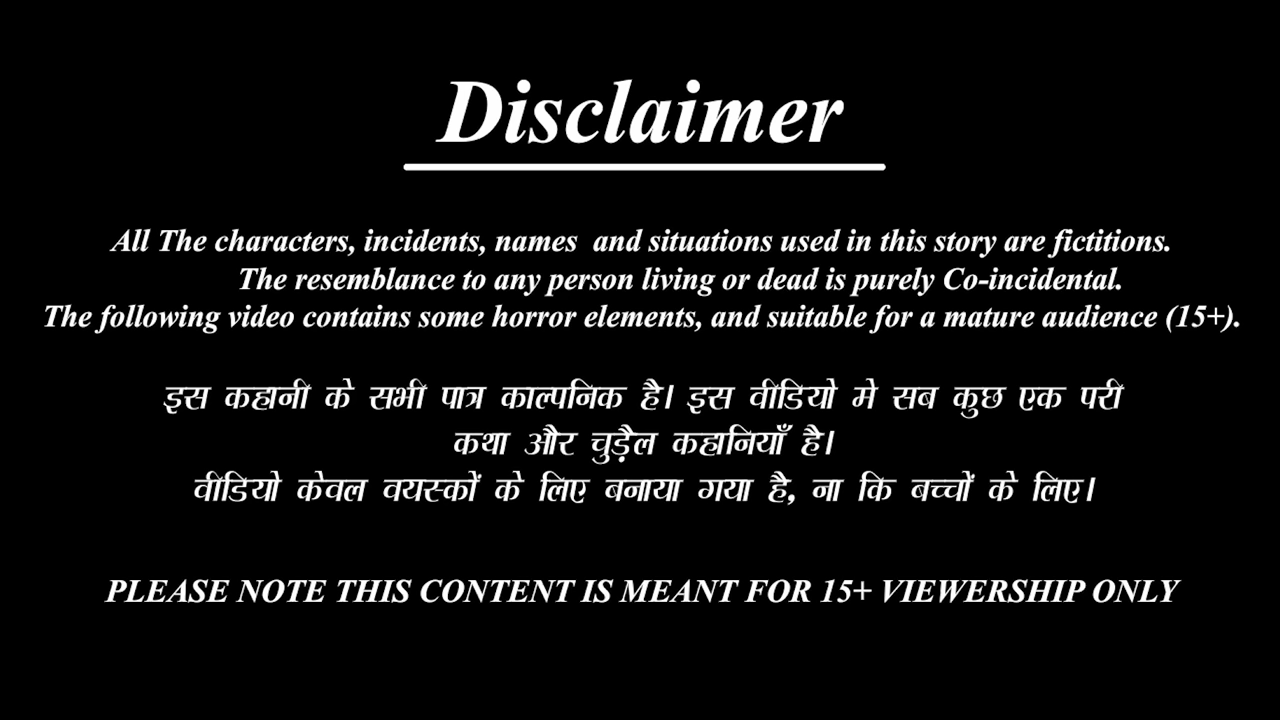 Disclaimer
All The characters, incidents, names and situations used in this story are fictitions.
The resemblance to any person living or dead is purely Co-incidental.
The following video contains some horror elements, and suitable for a mature audience (15+).
इस कहानी के सभी पात्र काल्पनिक है। इस वीडियो मे सब कुछ एक परी
कथा और चुड़ैल कहानियाँ है।
वीडियो केवल वयस्कों के लिए बनाया गया है, ना कि बच्चों के लिए।
PLEASE NOTE THIS CONTENT IS MEANT FOR 15+ VIEWERSHIP ONLY